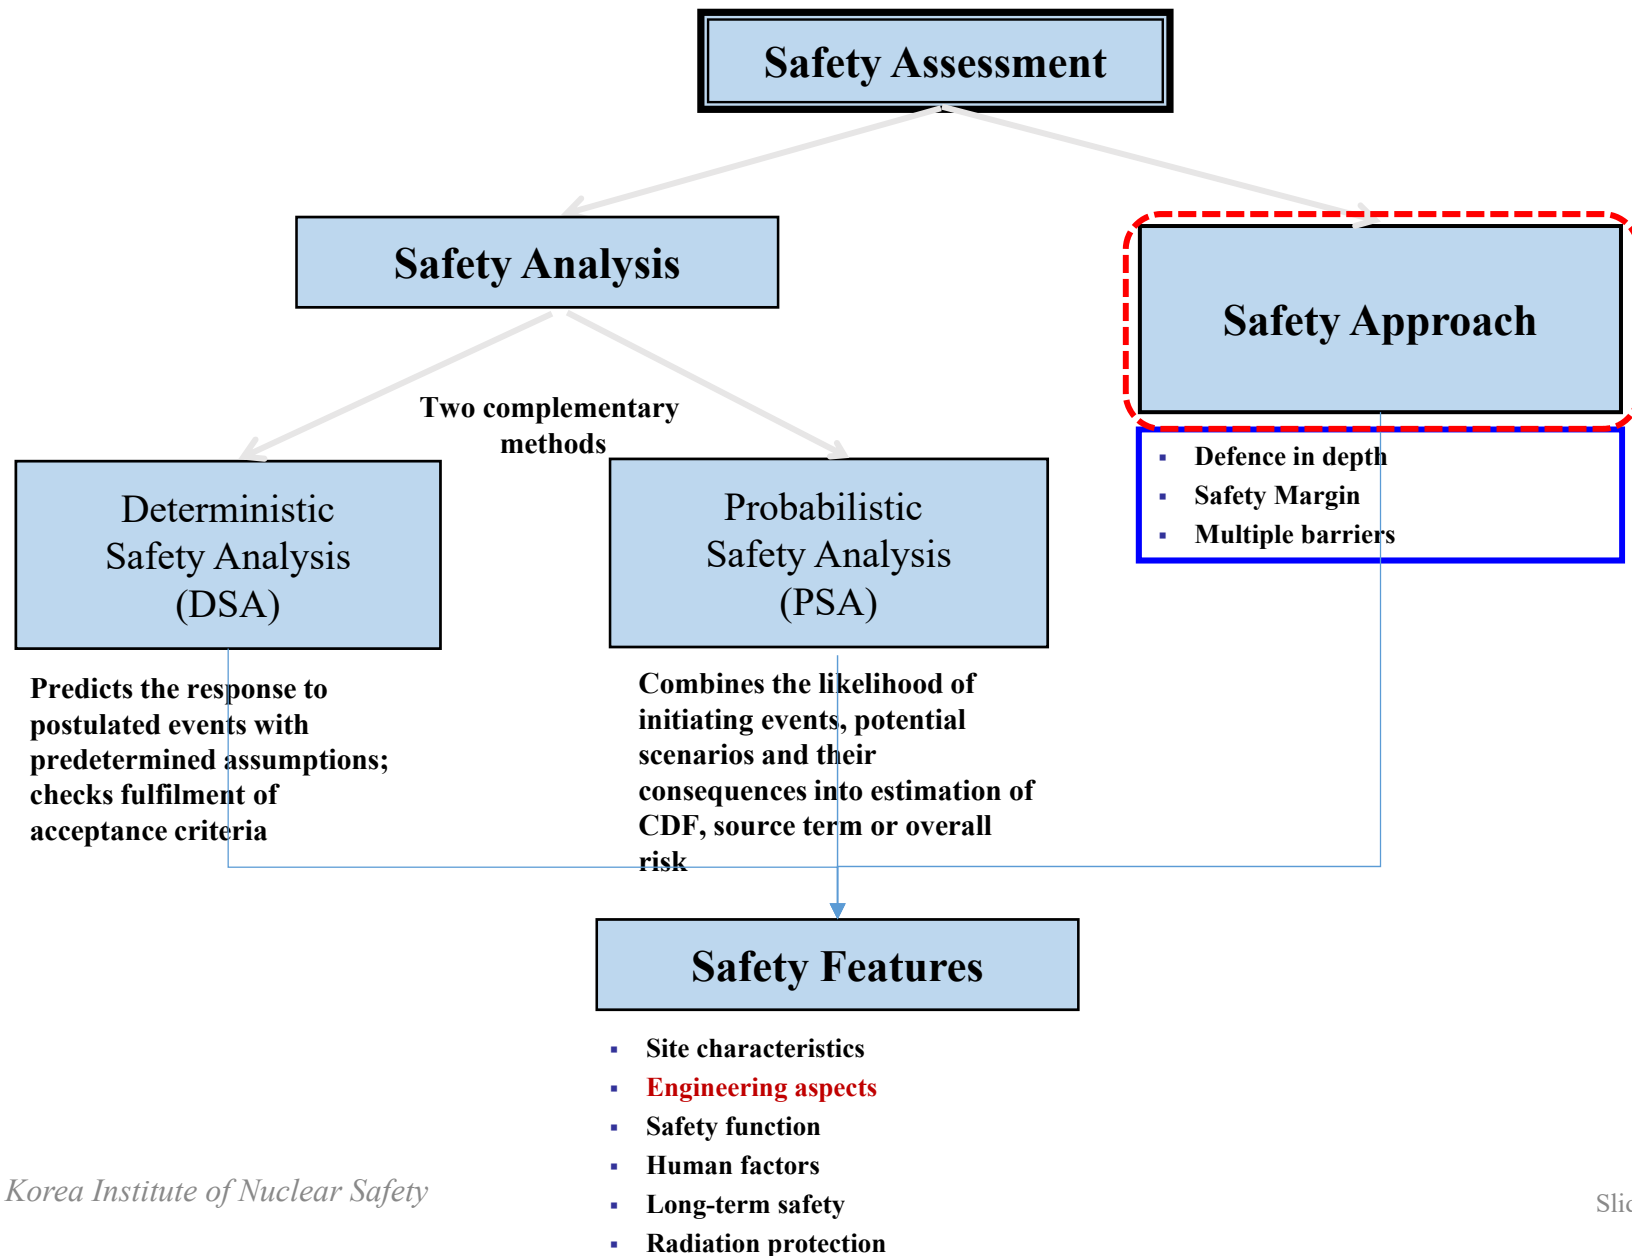 Safety Assessment
Safety Analysis
Safety Approach
Two complementary
methods
Defence in depth
Safety Margin
Multiple barriers
Deterministic
Safety Analysis
(DSA)
Probabilistic
Safety Analysis
(PSA)
Predicts the response to
postulated events with
predetermined assumptions;
checks fulfilment of
acceptance criteria
Combines the likelihood of
initiating events, potential
scenarios and their
consequences into estimation of
CDF, source term or overall
risk
Safety Features
Site characteristics
Engineering aspects
Safety function
Human factors
Long-term safety
Radiation protection
Korea Institute of Nuclear Safety